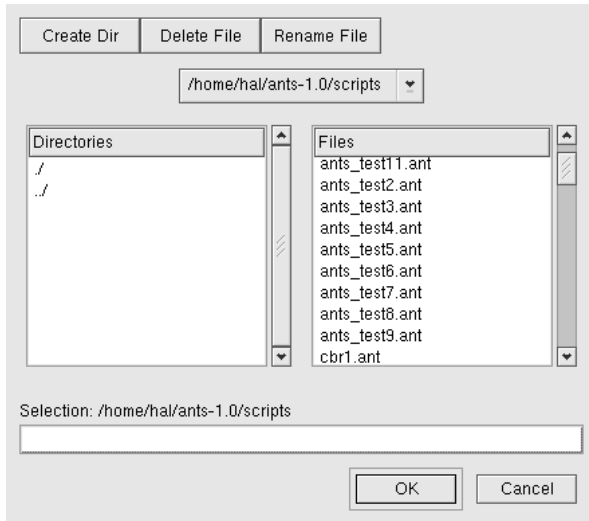 Create Dir Delete File Rename File
/home/hal/ants-1.0/scripts
Directories
./
../
Files
ants_test11.ant
ants_test2.ant
ants_test3.ant
ants_test4.ant
ants_test5.ant
ants_test6.ant
ants_test7.ant
ants_test8.ant
ants_test9.ant
cbr1.ant
Selection: /home/hal/ants-1.0/scripts
OK Cancel